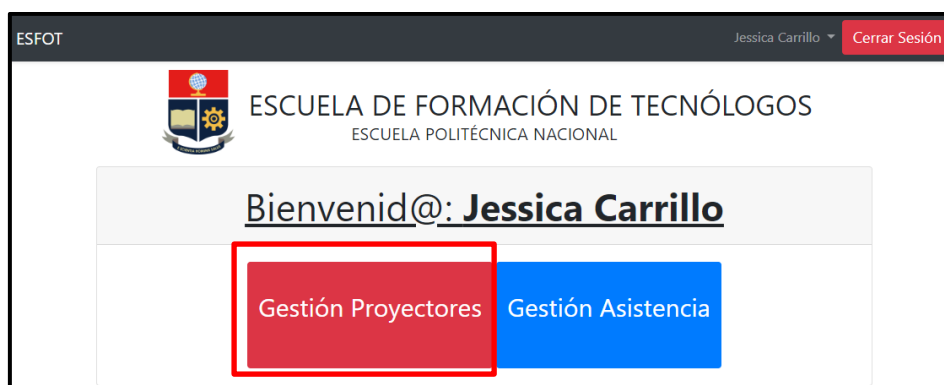 ESFOT
Jessica Carrillo
Cerrar Sesión
ESCUELA DE FORMACIÓN DE TECNÓLOGOS
ESCUELA POLITÉCNICA NACIONAL
Bienvenid@: Jessica Carrillo
Gestión Proyectores
Gestión Asistencia